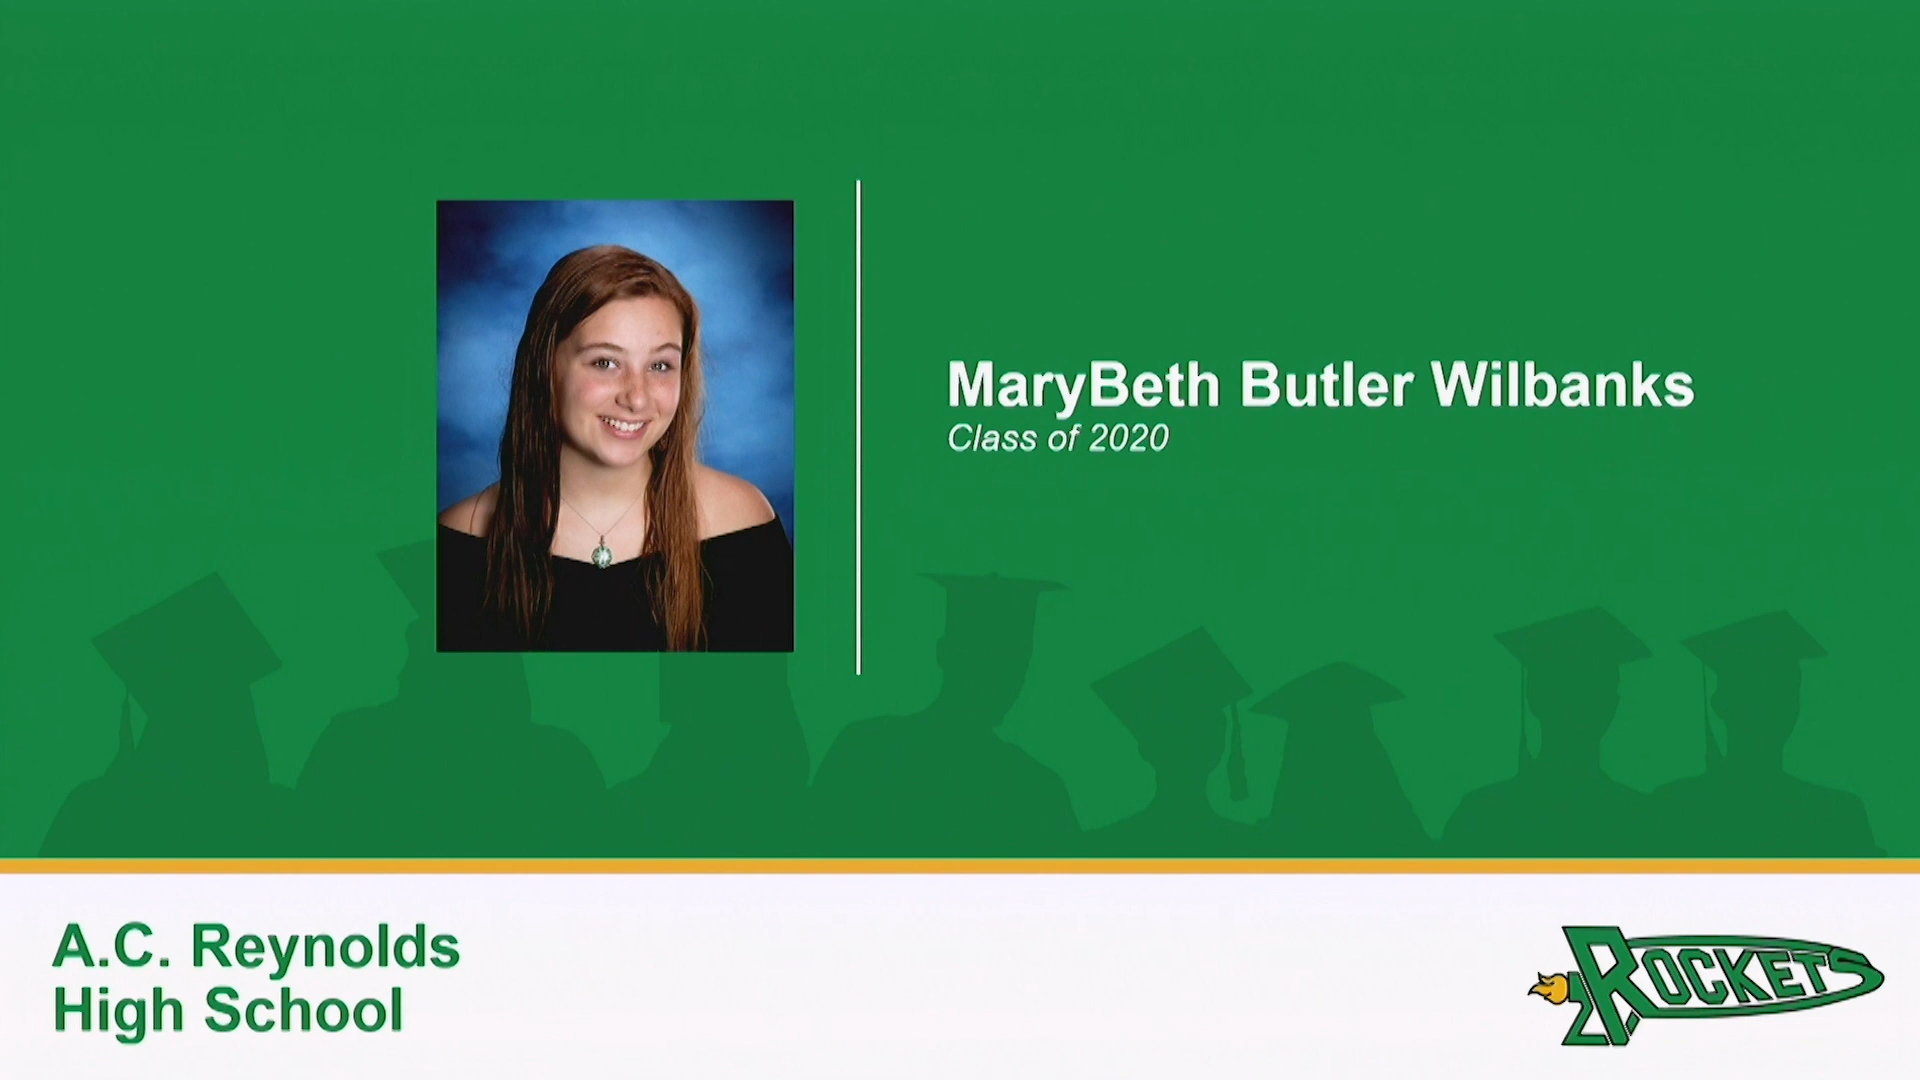 MaryBeth Butler Wilbanks
Class of 2020
A.C. Reynolds
High School
ROCKETS